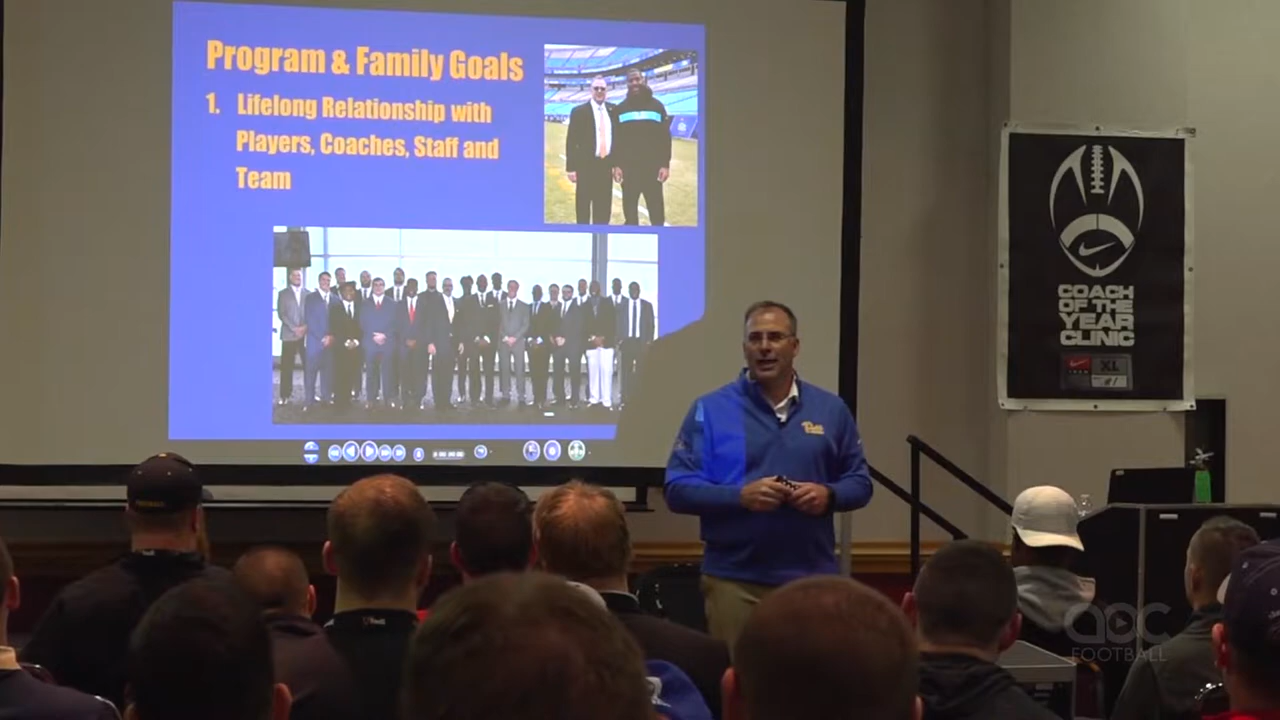 Program & Family Goals
1. Lifelong Relationship with
Players, Coaches, Staff and
Team
COACH
OF THE
YEAR
CLINIC
XL
Pitt
AOC
FOOTBALL